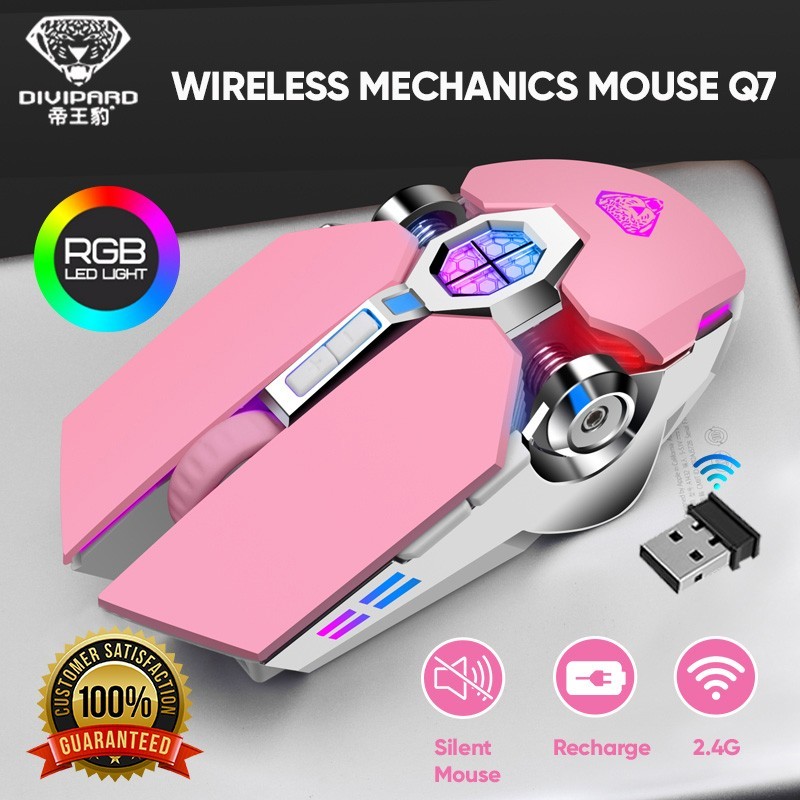 DIVIPARD
帝王豹
WIRELESS MECHANICS MOUSE Q7
RGB
LED LIGHT
CUSTOMER SATISFACTION
100%
GUARANTEED
Silent
Mouse
Recharge
2.4G